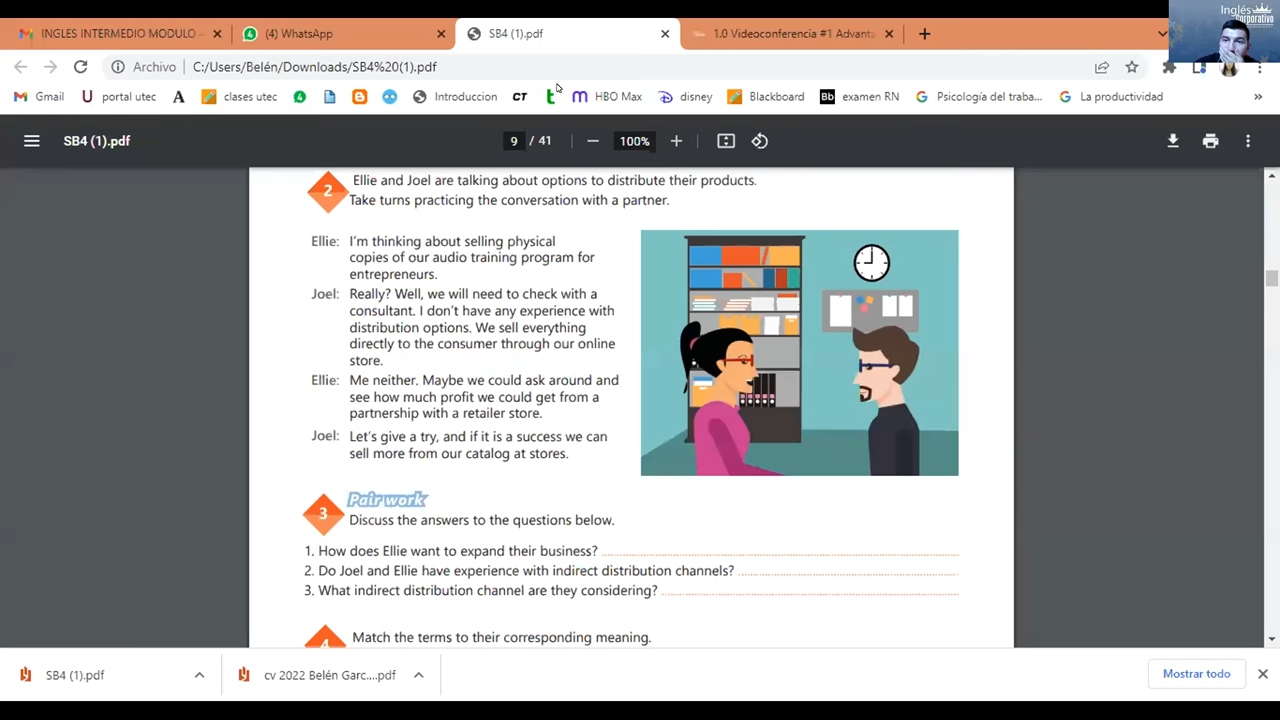 INGLES INTERMEDIO MODULO -
(4) WhatsApp
SB4 (1).pdf
1.0 Videoconferencia #1 Advanta
Inglés
Corporativo
Archivo
C:/Users/Belén/Downloads/SB4%20(1).pdf
Gmail
portal utec
clases utec
Introduccion
CT
HBO Max
disney
Blackboard
Bb examen RN
Psicología del traba...
La productividad
»
SB4 (1).pdf
9 / 41
100%
2
Ellie and Joel are talking about options to distribute their products.
Take turns practicing the conversation with a partner.
Ellie: I'm thinking about selling physical
copies of our audio training program for
entrepreneurs.
Joel: Really? Well, we will need to check with a
consultant. I don't have any experience with
distribution options. We sell everything
directly to the consumer through our online
store.
Ellie: Me neither. Maybe we could ask around and
see how much profit we could get from a
partnership with a retailer store.
Joel: Let's give a try, and if it is a success we can
sell more from our catalog at stores.
3
Pair work
Discuss the answers to the questions below.
1. How does Ellie want to expand their business?
2. Do Joel and Ellie have experience with indirect distribution channels?
3. What indirect distribution channel are they considering?
4
Match the terms to their corresponding meaning.
SB4 (1).pdf
cv 2022 Belén Garc....pdf
Mostrar todo